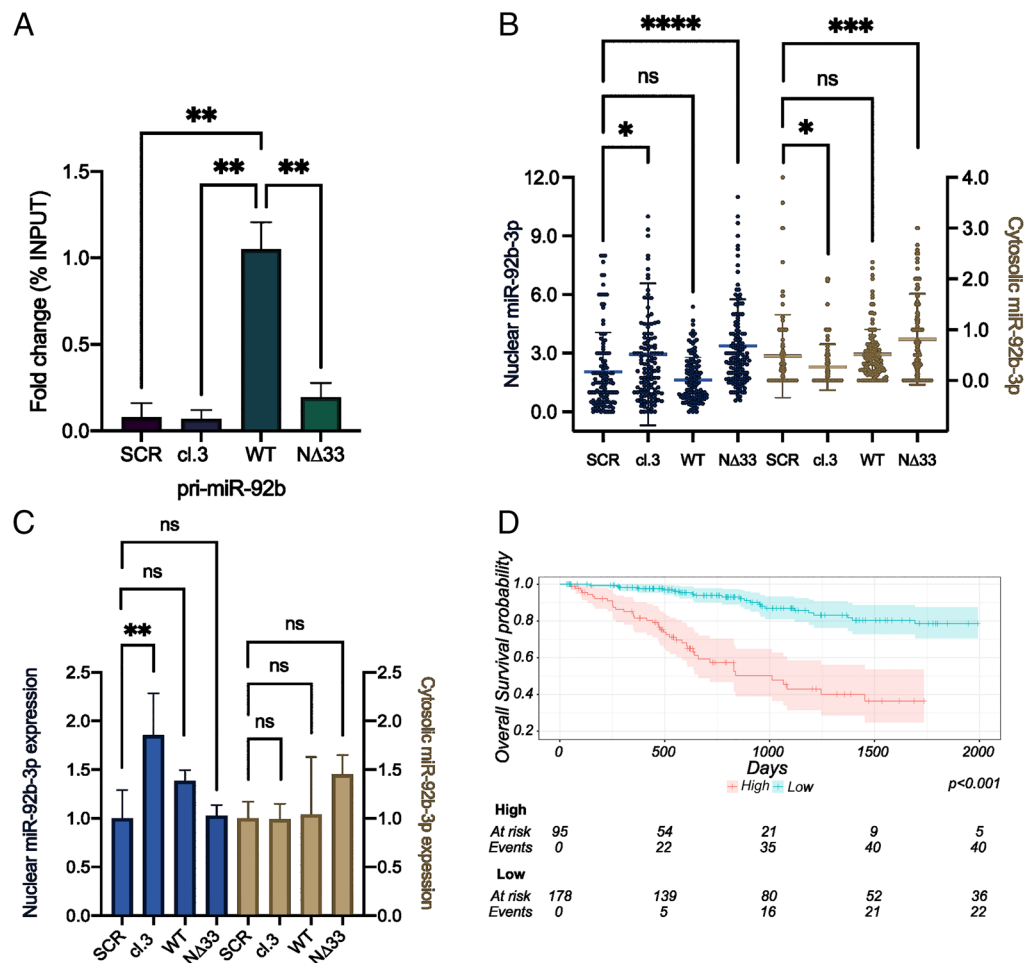 A
**
**
**
Fold change (% INPUT)
1.5
1.0
0.5
0.0
SCR cl.3 WT NΔ33
pri-miR-92b
B
****
***
ns
ns
*
*
Nuclear miR-92b-3p
12.0
9.0
6.0
3.0
0.0
4.0
3.0
2.0
1.0
0.0
Cytosolic miR-92b-3p
SCR cl.3 WT NΔ33 SCR cl.3 WT NΔ33
C
ns
ns
**
ns
ns
ns
Nuclear miR-92b-3p expression
2.5
2.0
1.5
1.0
0.5
0.0
2.5
2.0
1.5
1.0
0.5
0.0
Cytosolic miR-92b-3p expession
SCR cl.3 WT NΔ33 SCR cl.3 WT NΔ33
D
Overall Survival probability
1.0
0.8
0.6
0.4
0.2
0 500 1000 1500 2000
Days
High Low
p<0.001
High
At risk 95 54 21 9 5
Events 0 22 35 40 40
Low
At risk 178 139 80 52 36
Events 0 5 16 21 22